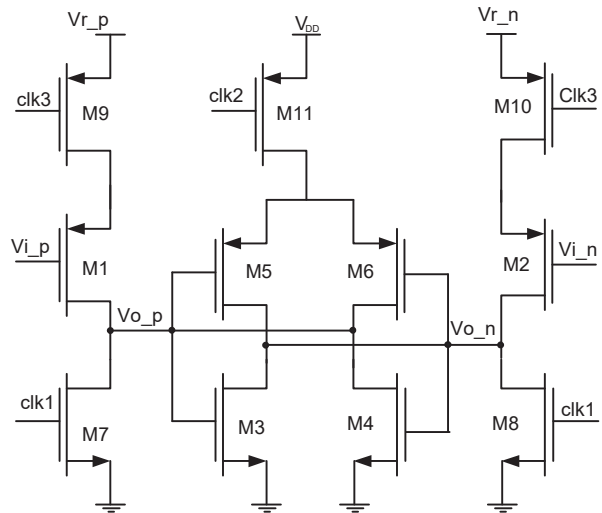 Vr_p
VDD
Vr_n
clk3
M9
clk2
M11
M10
Clk3
Vi_p
M1
M5
M6
M2
Vi_n
Vo_p
Vo_n
clk1
M7
M3
M4
M8
clk1